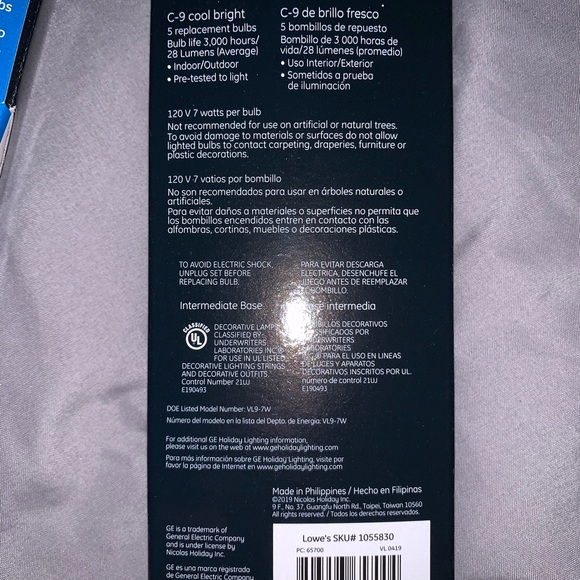 bs
C-9 cool bright
5 replacement bulbs
Bulb life 3,000 hours/
28 Lumens (Average)
• Indoor/Outdoor
• Pre-tested to light
C-9 de brillo fresco
5 bombillos de repuesto
Bombillo de 3 000 horas de
vida/28 lúmenes (promedio)
• Uso Interior/Exterior
• Sometidos a prueba
de iluminación
120 V 7 watts per bulb
Not recommended for use on artificial or natural trees.
To avoid damage to materials or surfaces do not allow
lighted bulbs to contact carpeting, draperies, furniture or
plastic decorations.
120 V·7 vatios por bombillo
No son recomendados para usar en árboles naturales o
artificiales.
Para evitar daños a materiales o superficies no permita que
los bombillos encendidos entren en contacto con las
alfombras, cortinas, muebles o decoraciones plásticas.
TO AVOID ELECTRIC SHOCK,
UNPLUG SET BEFORE
REPLACING BULB.
PARA EVITAR DESCARGA
ELECTRICA, DESENCHUFE EL
JUEGO ANTES DE REEMPLAZAR
BOMBILLO.
Intermediate Base
intermedia
CLASSIFIED
UL
DECORATIVE LAMP
CLASSIFIED BY
UNDERWRITERS
LABORATORIES INC.®
FOR USE IN UL LISTED
DECORATIVE LIGHTING STRINGS
AND DECORATIVE OUTFITS.
Control Number 21UJ
E190493
DECORATIVOS
CLASIFICADOS POR
UNDERWRITERS
LABORATORIES
PARA EL USO EN LINEAS
DE LUCES Y APARATOS
DECORATIVOS INSCRITOS POR UL.
número de control 21UJ
E190493
DOE Listed Model Number: VL9-7W
Número del modelo en la lista del Depto. de Energía: VL9-7W
For additional GE Holiday Lighting information,
please visit us on the web at www.geholidaylighting.com
Para más información sobre GE Holiday Lighting, visite por
favor la página de Internet en www.geholidaylighting.com.
Made in Philippines / Hecho en Filipinas
©2019 Nicolas Holiday Inc.
9 F., No. 37, Guangfu North Rd., Taipei, Taiwan 10560
All rights reserved. / Todos los derechos reservados.
GE is a trademark of
General Electric Company
and is under license by
Nicolas Holiday Inc.
GE es una marca registrada
de General Electric Company
Lowe's SKU# 1055830
PC: 65700
VL 0419